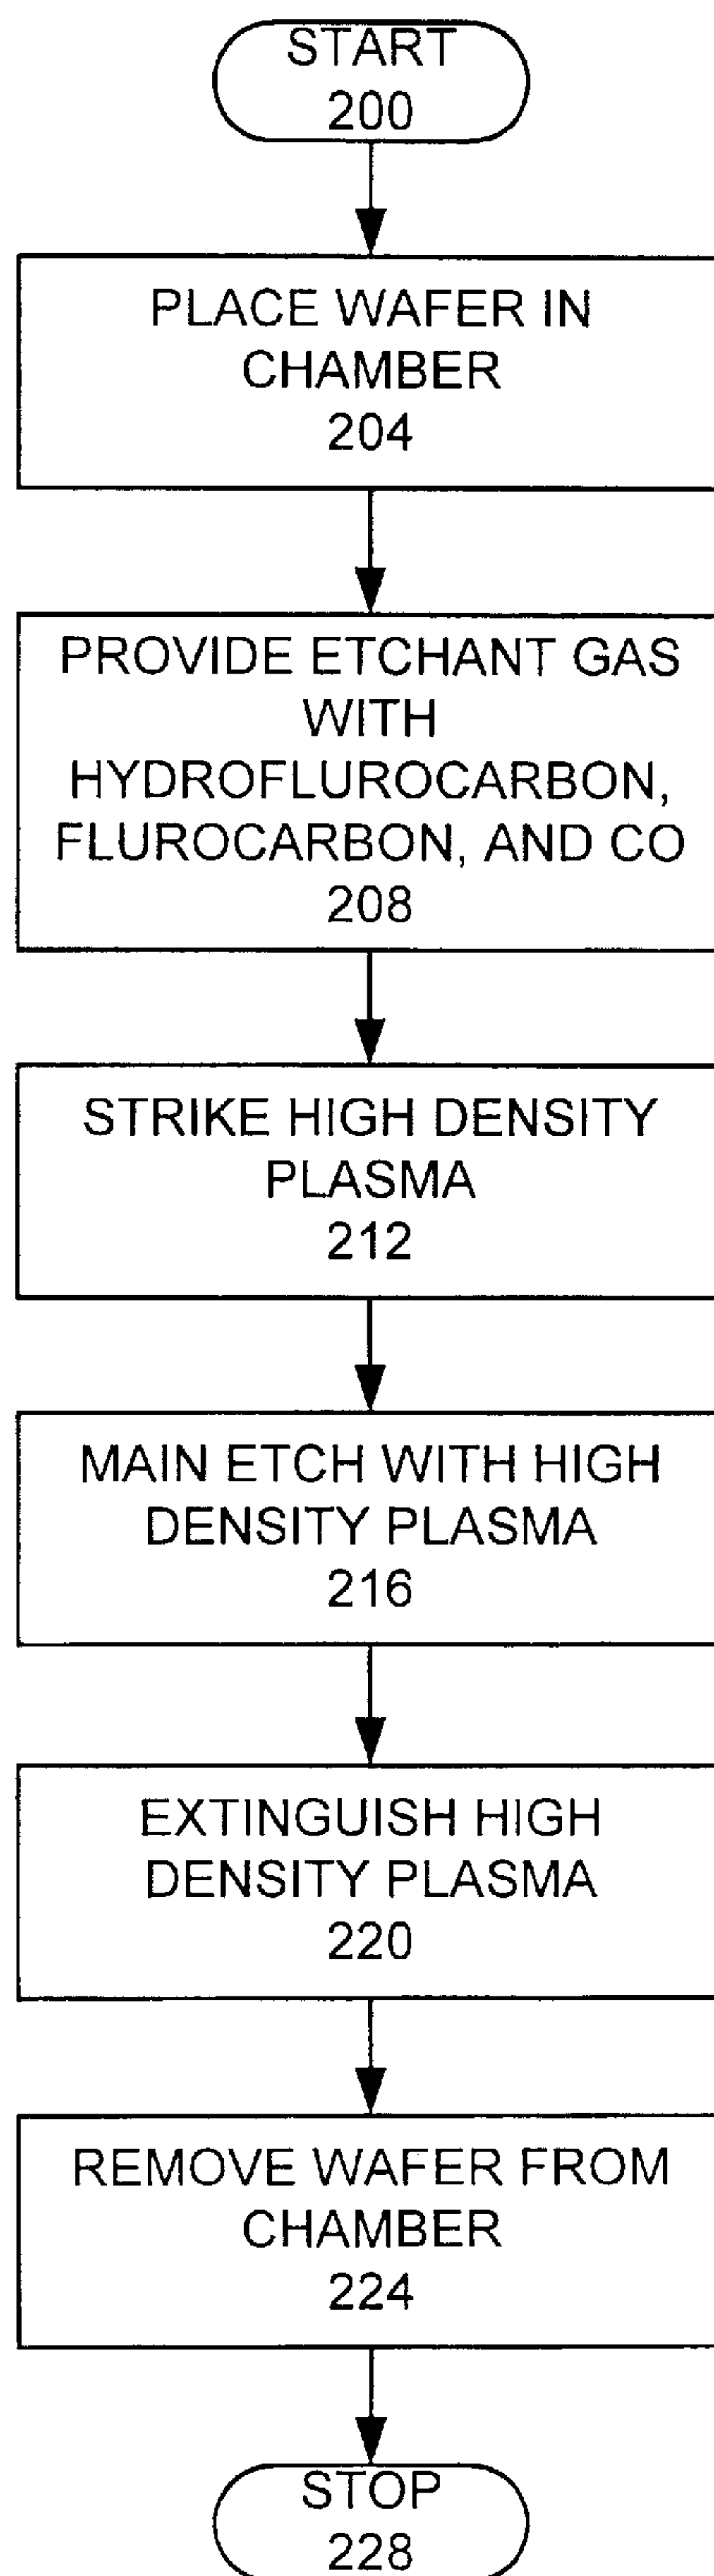 START
200
PLACE WAFER IN
CHAMBER
204
PROVIDE ETCHANT GAS
WITH
HYDROFLUROCARBON,
FLUROCARBON, AND CO
208
STRIKE HIGH DENSITY
PLASMA
212
MAIN ETCH WITH HIGH
DENSITY PLASMA
216
EXTINGUISH HIGH
DENSITY PLASMA
220
REMOVE WAFER FROM
CHAMBER
224
STOP
228